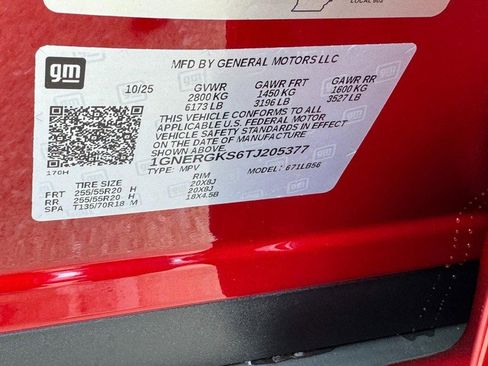 LOCAL 602
gm
MFD BY GENERAL MOTORS LLC
10/25 GVWR GAWR FRT GAWR RR
2800 KG 1450 KG 1600 KG
6173 LB 3196 LB 3527 LB
THIS VEHICLE CONFORMS TO ALL
APPLICABLE U.S. FEDERAL MOTOR
VEHICLE SAFETY STANDARDS IN EFFECT
ON THE DATE OF MANUFACTURE
SHOWN ABOVE.
1GNERGKS6TJ205377
170H TYPE: MPV MODEL: 671LB56
TIRE SIZE RIM
FRT 255/55R20 H 20X8J
RR 255/55R20 H 20X8J
SPA T135/70R18 M 18X4.5B